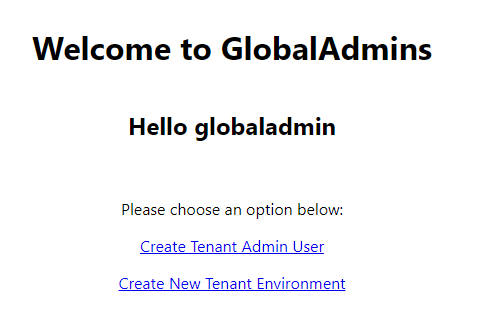 Welcome to GlobalAdmins
Hello globaladmin
Please choose an option below:
Create Tenant Admin User
Create New Tenant Environment